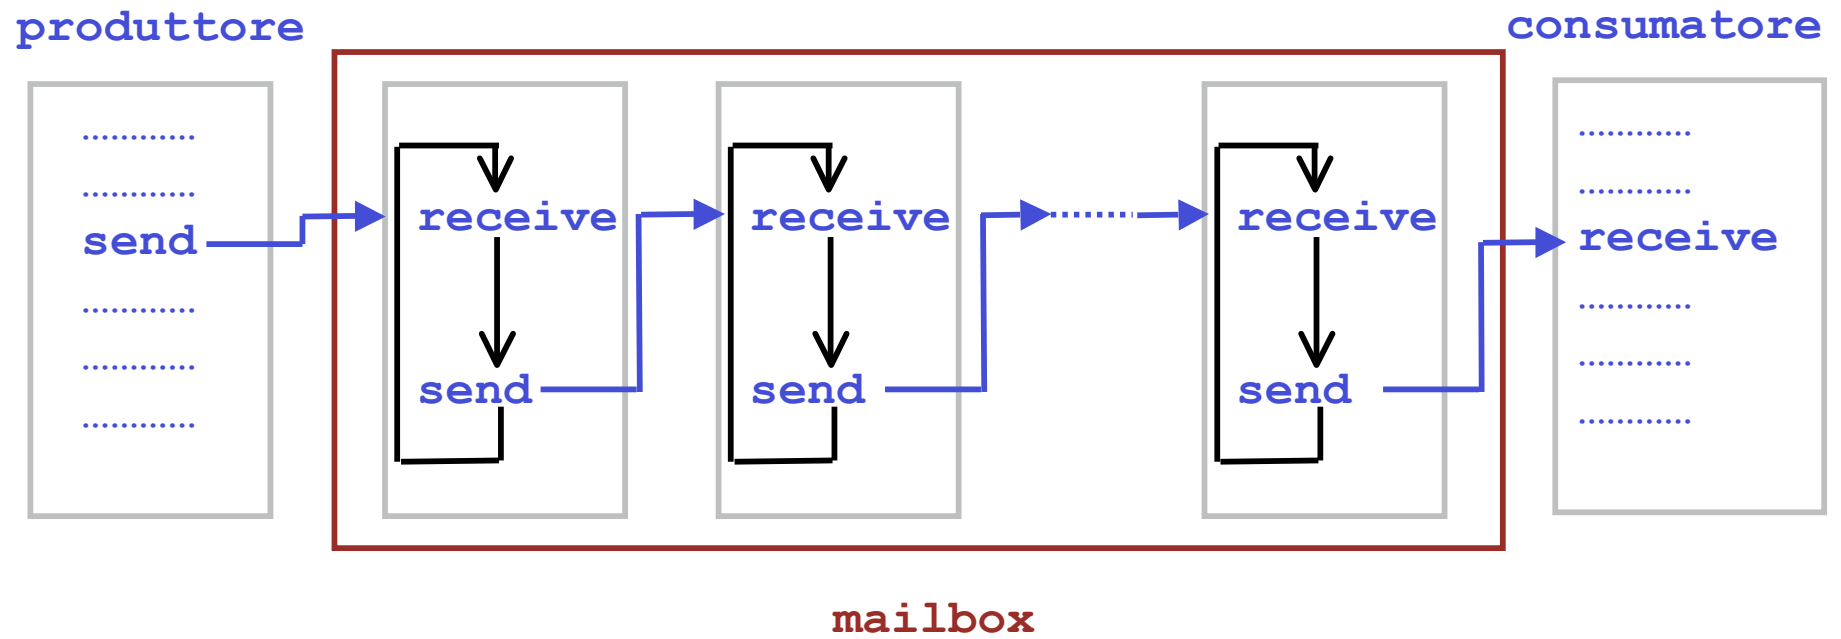 produttore
consumatore
............
............
send
............
............
............
receive
send
receive
send
receive
send
............
............
receive
............
............
............
mailbox